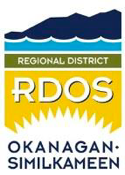 REGIONAL DISTRICT
RDOS
OKANAGAN·
SIMILKAMEEN